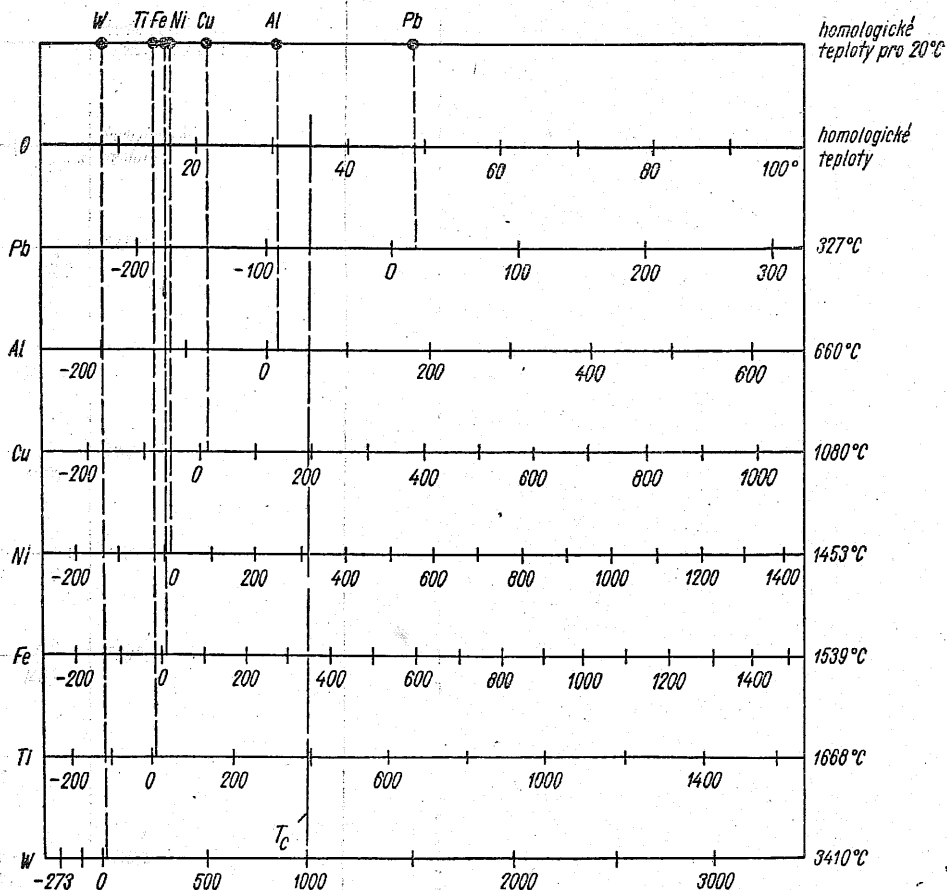 W Ti Fe Ni Cu Al Pb
homologické
teploty pro 20°C
0 20 40 60 80 100°
homologické
teploty
Pb -200 -100 0 100 200 300 327°C
Al -200 0 200 400 600 660°C
Cu -200 0 200 400 600 800 1000 1080°C
Ni -200 0 200 400 600 800 1000 1200 1400 1453°C
Fe -200 0 200 400 600 800 1000 1200 1400 1539°C
Ti -200 0 200 600 1000 1400 1668°C
Tc
W -273 0 500 1000 2000 3000 3410°C